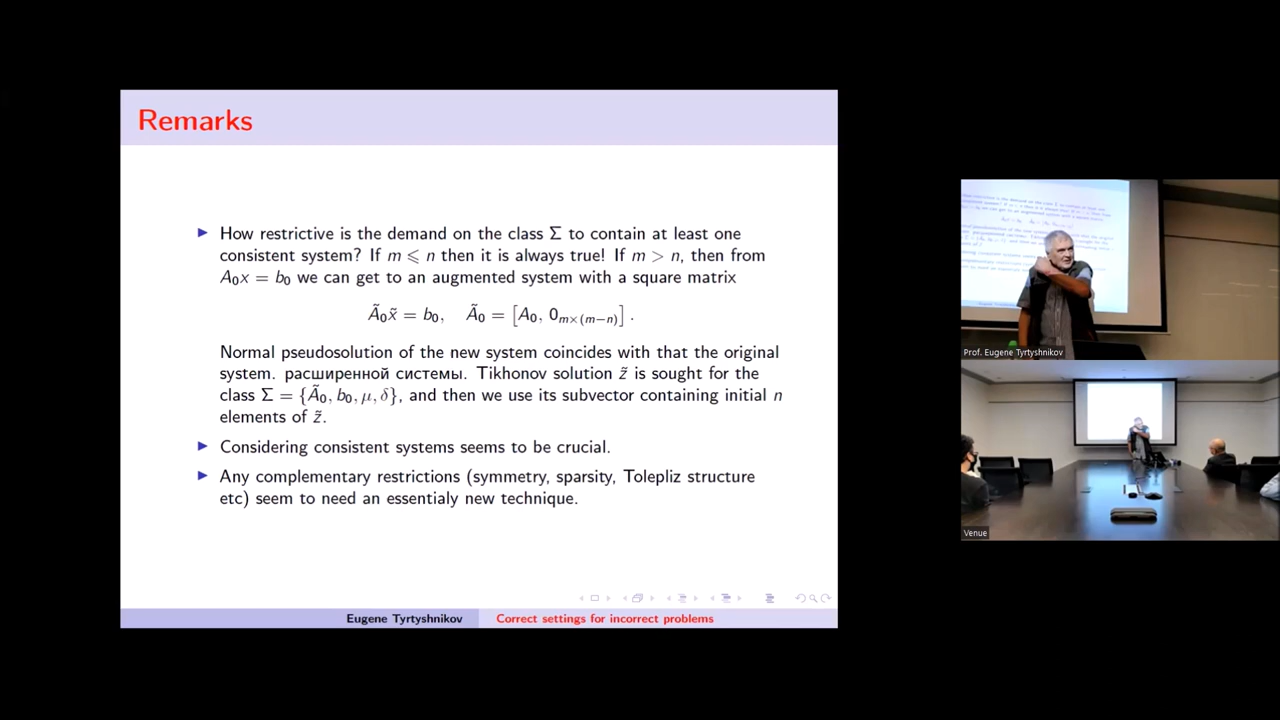 Remarks
▶ How restrictive is the demand on the class Σ to contain at least one
consistent system? If m ⩽ n then it is always true! If m > n, then from
A₀x = b₀ we can get to an augmented system with a square matrix
Ã₀x̃ = b₀, Ã₀ = [A₀, 0ₘ×₍ₘ₋ₙ₎] .
Normal pseudosolution of the new system coincides with that the original
system. расширенной системы. Tikhonov solution z̃ is sought for the
class Σ = {Ã₀, b₀, μ, δ}, and then we use its subvector containing initial n
elements of z̃.
▶ Considering consistent systems seems to be crucial.
▶ Any complementary restrictions (symmetry, sparsity, Tolepliz structure
etc) seem to need an essentialy new technique.
Eugene Tyrtyshnikov
Correct settings for incorrect problems
Prof. Eugene Tyrtyshnikov
Venue